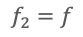 f₂ = f